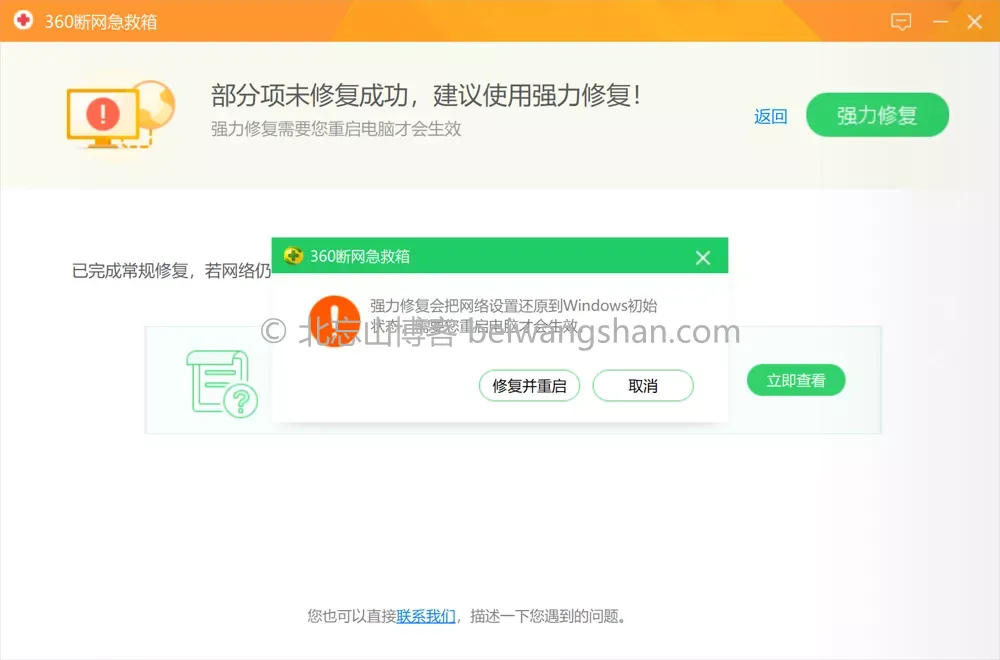 360断网急救箱
部分项未修复成功，建议使用强力修复！
强力修复需要您重启电脑才会生效
返回
强力修复
已完成常规修复，若网络仍
360断网急救箱
强力修复会把网络设置还原到Windows初始
状态，需要您重启电脑才会生效。
© 北忘山博客 beiwangshan.com
修复并重启
取消
立即查看
您也可以直接联系我们，描述一下您遇到的问题。